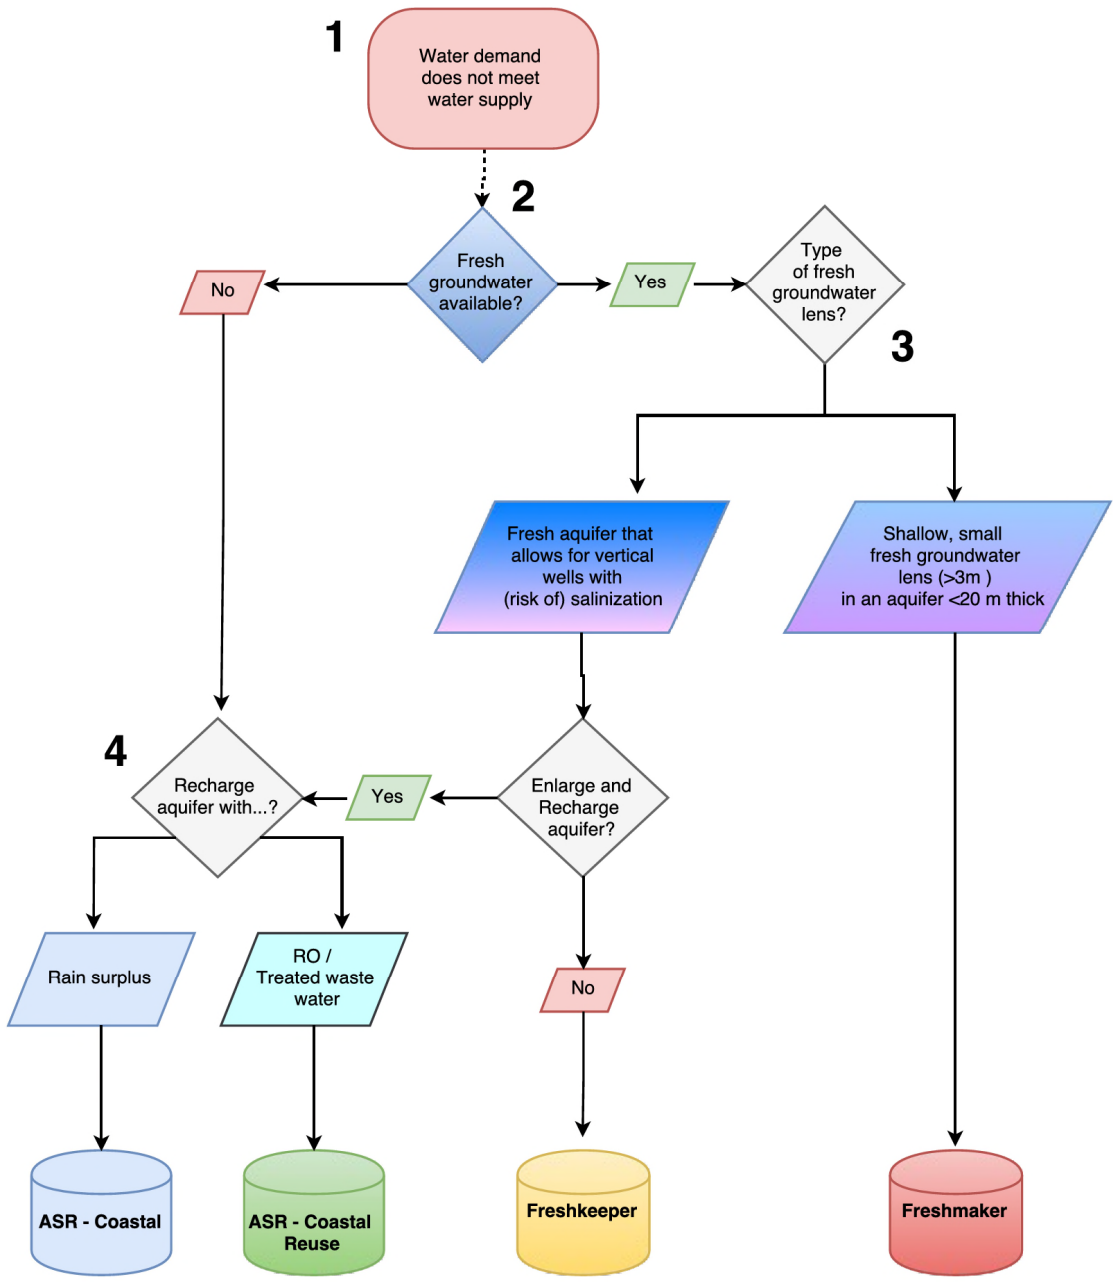 1
Water demand
does not meet
water supply
2
Fresh
groundwater
available?
No
Yes
Type
of fresh
groundwater
lens?
3
Fresh aquifer that
allows for vertical
wells with
(risk of) salinization
Shallow, small
fresh groundwater
lens (>3m )
in an aquifer <20 m thick
4
Recharge
aquifer with...?
Yes
Enlarge and
Recharge
aquifer?
Rain surplus
RO /
Treated waste
water
No
ASR - Coastal
ASR - Coastal
Reuse
Freshkeeper
Freshmaker